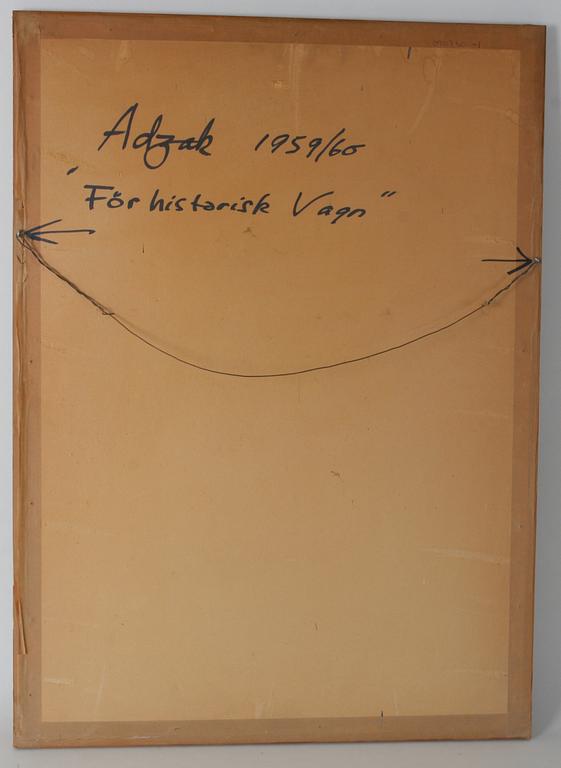 Adzak 1959/60
"För historisk Vagn"